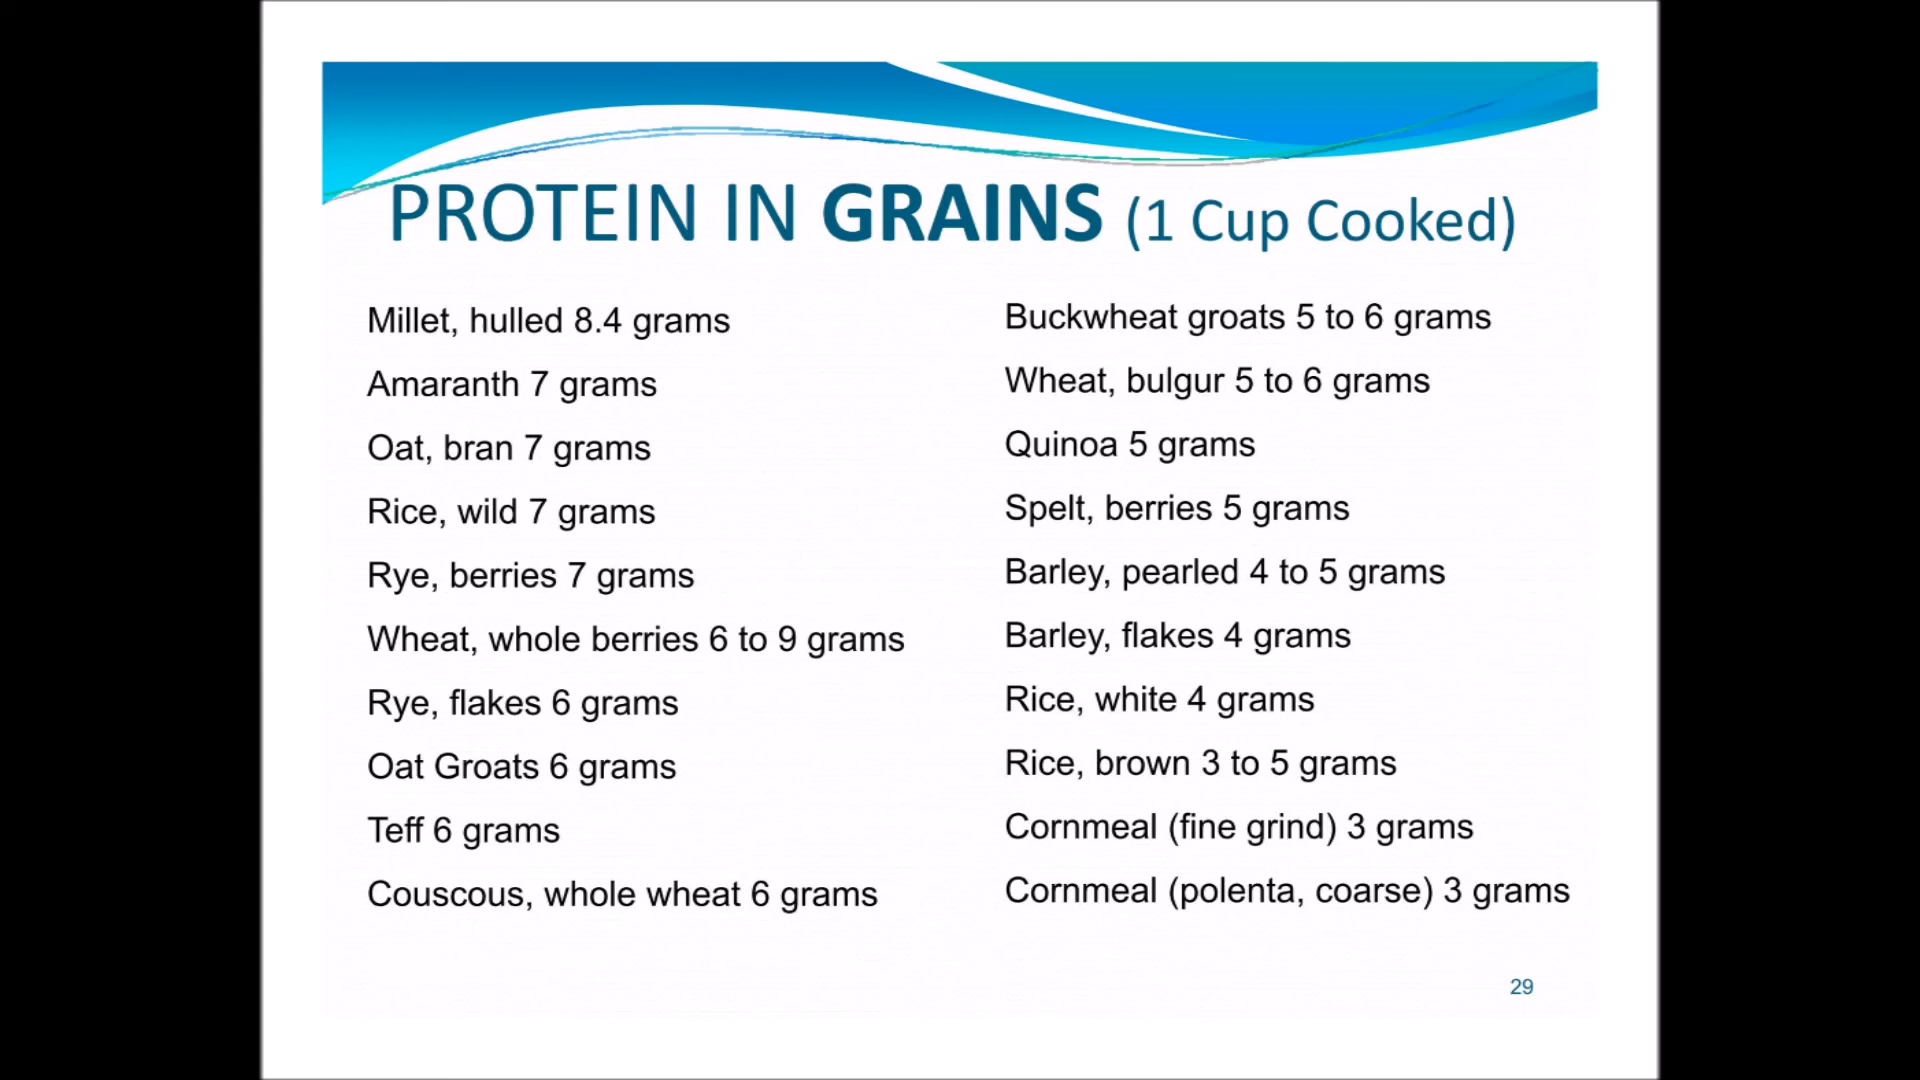 PROTEIN IN GRAINS (1 Cup Cooked)
Millet, hulled 8.4 grams
Amaranth 7 grams
Oat, bran 7 grams
Rice, wild 7 grams
Rye, berries 7 grams
Wheat, whole berries 6 to 9 grams
Rye, flakes 6 grams
Oat Groats 6 grams
Teff 6 grams
Couscous, whole wheat 6 grams
Buckwheat groats 5 to 6 grams
Wheat, bulgur 5 to 6 grams
Quinoa 5 grams
Spelt, berries 5 grams
Barley, pearled 4 to 5 grams
Barley, flakes 4 grams
Rice, white 4 grams
Rice, brown 3 to 5 grams
Cornmeal (fine grind) 3 grams
Cornmeal (polenta, coarse) 3 grams
29